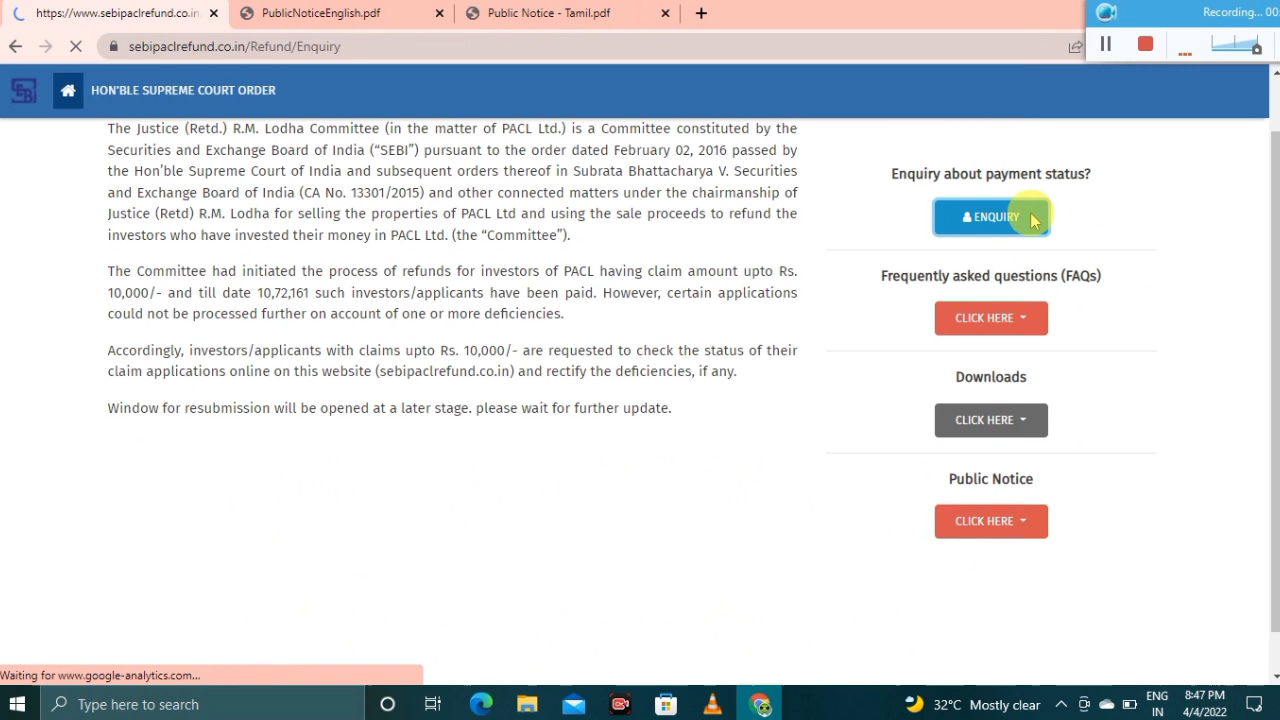 https://www.sebipaclrefund.co.in
PublicNoticeEnglish.pdf
Public Notice - Tamil.pdf
Recording... 00:
sebipaclrefund.co.in/Refund/Enquiry
SEBI
HON'BLE SUPREME COURT ORDER
The Justice (Retd.) R.M. Lodha Committee (in the matter of PACL Ltd.) is a Committee constituted by the
Securities and Exchange Board of India (“SEBI”) pursuant to the order dated February 02, 2016 passed by
the Hon’ble Supreme Court of India and subsequent orders thereof in Subrata Bhattacharya V. Securities
and Exchange Board of India (CA No. 13301/2015) and other connected matters under the chairmanship of
Justice (Retd) R.M. Lodha for selling the properties of PACL Ltd and using the sale proceeds to refund the
investors who have invested their money in PACL Ltd. (the “Committee”).
The Committee had initiated the process of refunds for investors of PACL having claim amount upto Rs.
10,000/- and till date 10,72,161 such investors/applicants have been paid. However, certain applications
could not be processed further on account of one or more deficiencies.
Accordingly, investors/applicants with claims upto Rs. 10,000/- are requested to check the status of their
claim applications online on this website (sebipaclrefund.co.in) and rectify the deficiencies, if any.
Window for resubmission will be opened at a later stage. please wait for further update.
Enquiry about payment status?
ENQUIRY
Frequently asked questions (FAQs)
CLICK HERE
Downloads
CLICK HERE
Public Notice
CLICK HERE
Waiting for www.google-analytics.com...
Type here to search
32°C Mostly clear
ENG
IN
8:47 PM
4/4/2022